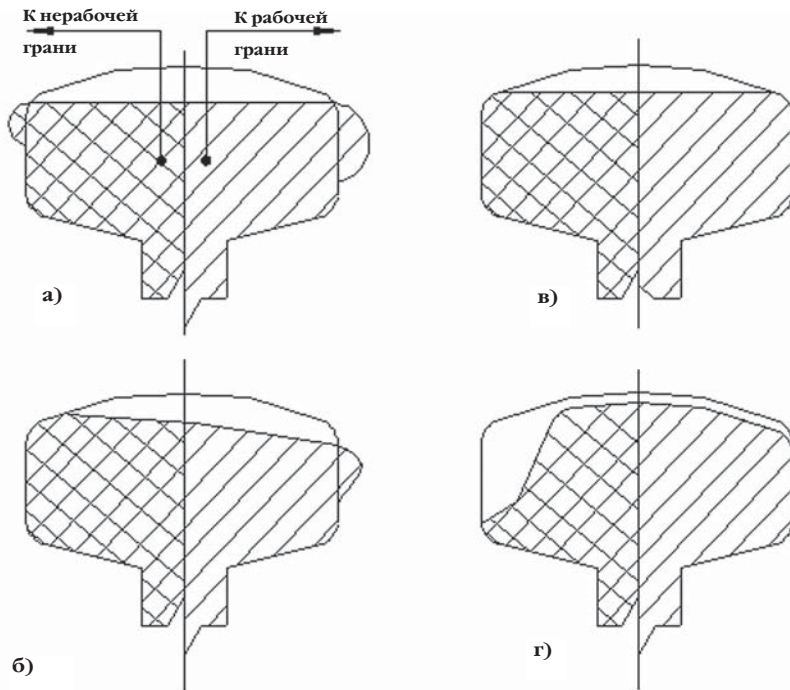 К нерабочей
грани
К рабочей
грани
а)
в)
б)
г)